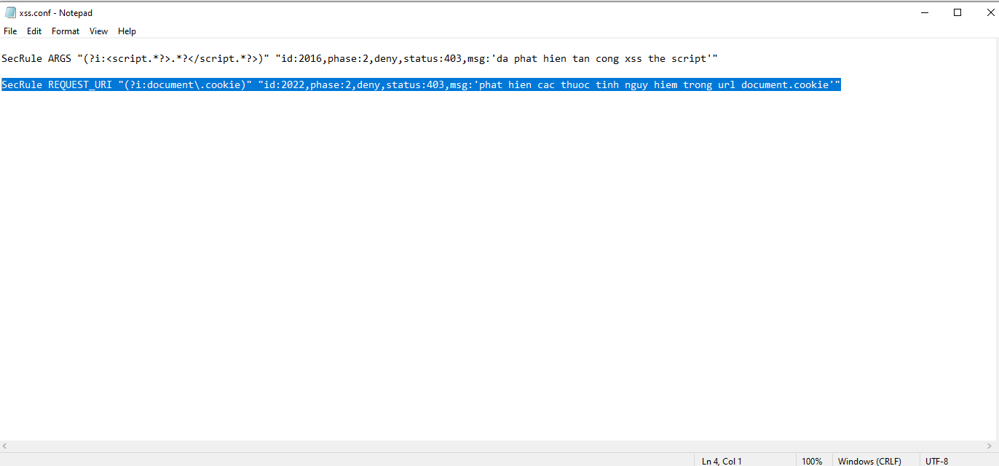 xss.conf - Notepad
File Edit Format View Help
SecRule ARGS "(?i:<script.*?>.*?</script.*?>)" "id:2016,phase:2,deny,status:403,msg:'da phat hien tan cong xss the script'"
SecRule REQUEST_URI "(?i:document\.cookie)" "id:2022,phase:2,deny,status:403,msg:'phat hien cac thuoc tinh nguy hiem trong url document.cookie'"
Ln 4, Col 1 100% Windows (CRLF) UTF-8